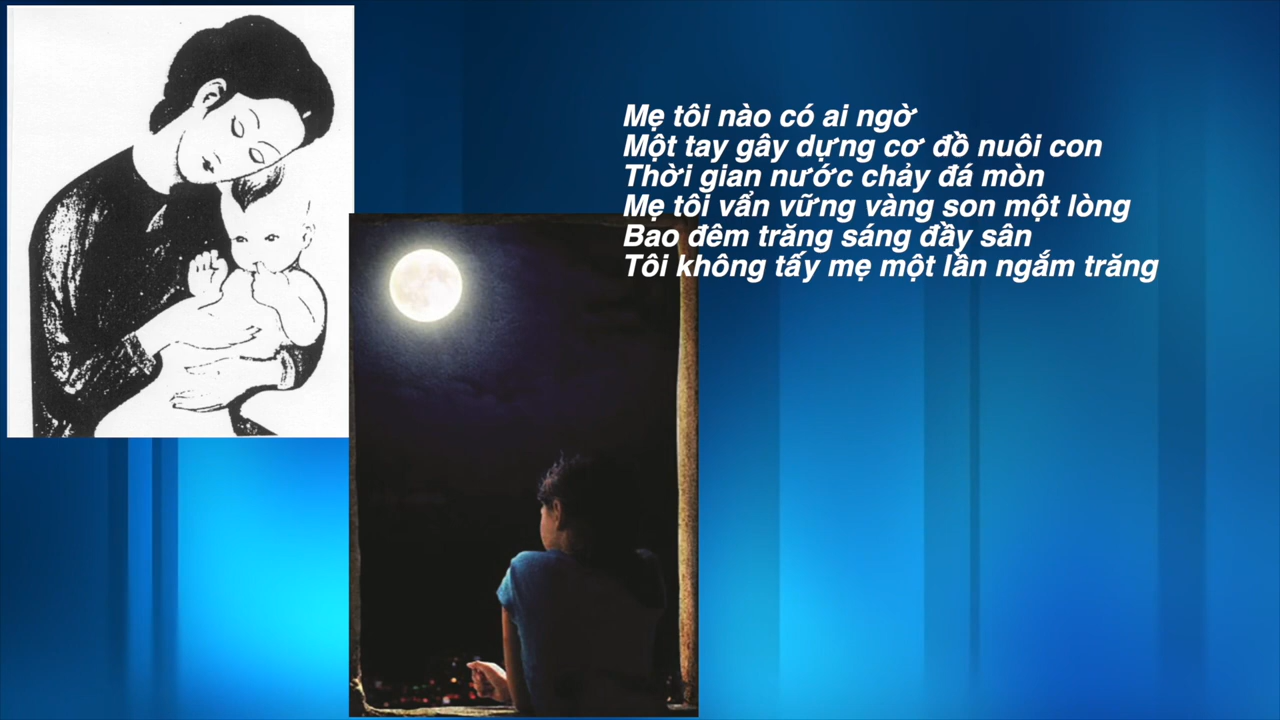 Mẹ tôi nào có ai ngờ
Một tay gây dựng cơ đồ nuôi con
Thời gian nước chảy đá mòn
Mẹ tôi vẩn vững vàng son một lòng
Bao đêm trăng sáng đầy sân
Tôi không tấy mẹ một lần ngắm trăng